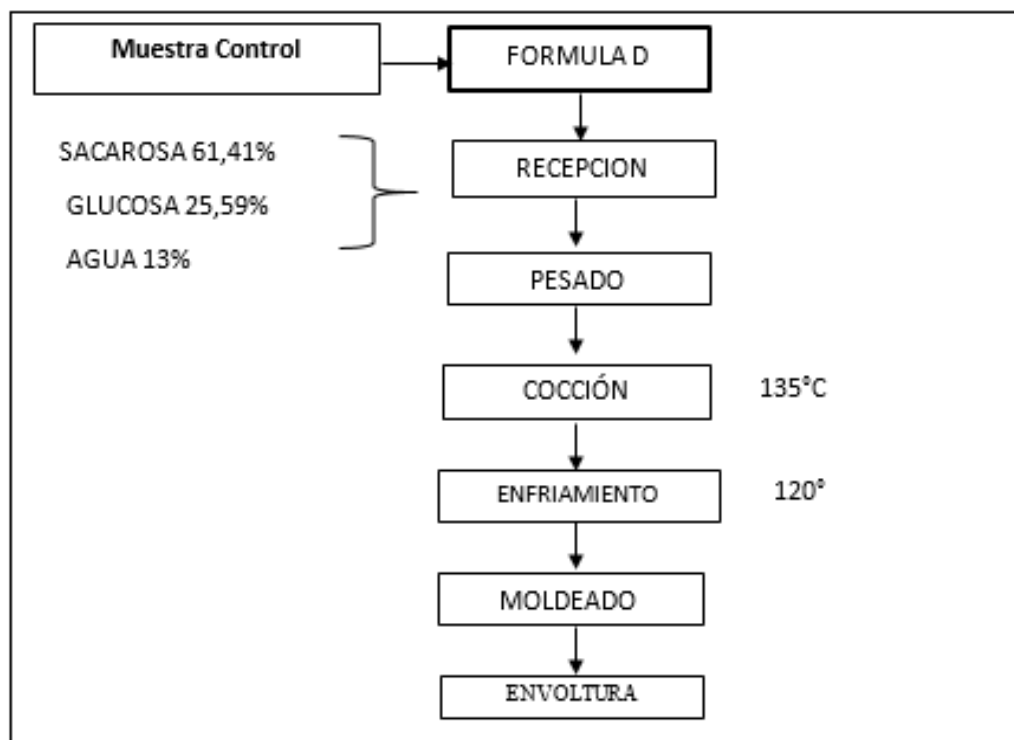 Muestra Control
FORMULA D
SACAROSA 61,41%
GLUCOSA 25,59%
AGUA 13%
RECEPCION
PESADO
COCCIÓN
135°C
ENFRIAMIENTO
120°
MOLDEADO
ENVOLTURA